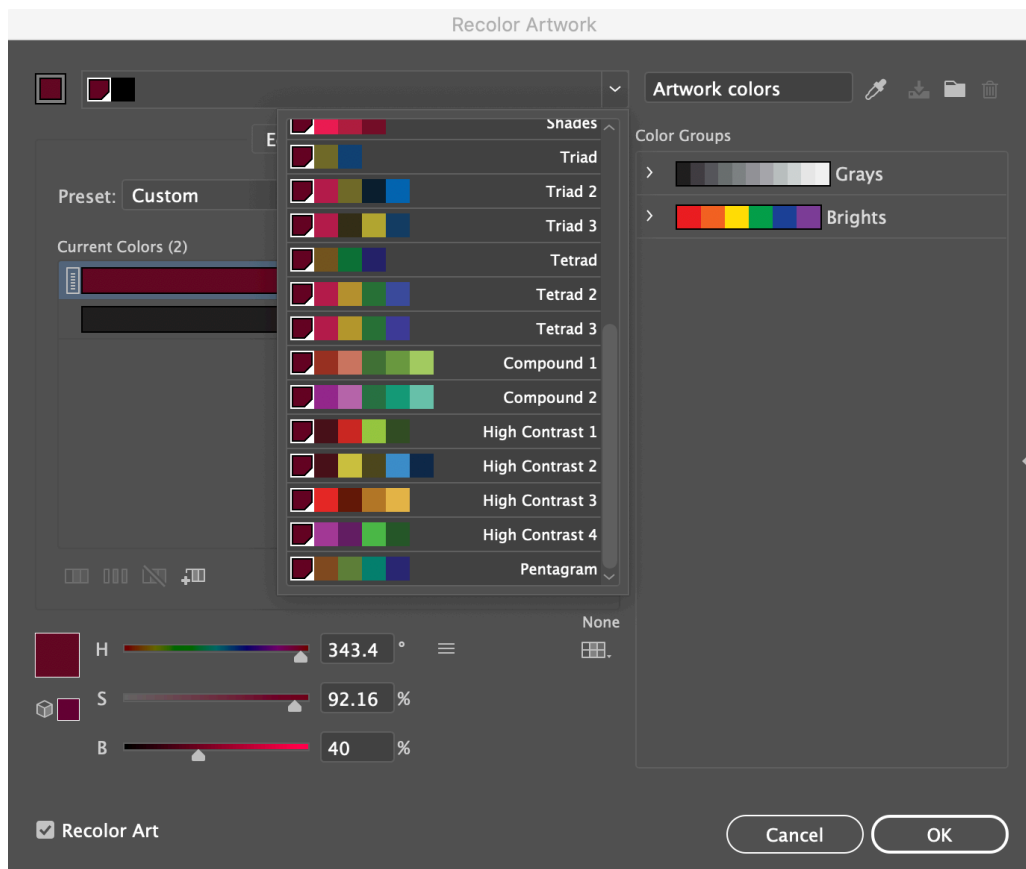 Recolor Artwork
Artwork colors
E
Shades
Triad
Triad 2
Triad 3
Tetrad
Tetrad 2
Tetrad 3
Compound 1
Compound 2
High Contrast 1
High Contrast 2
High Contrast 3
High Contrast 4
Pentagram
Preset: Custom
Current Colors (2)
Color Groups
Grays
Brights
None
H 343.4 °
S 92.16 %
B 40 %
Recolor Art
Cancel
OK